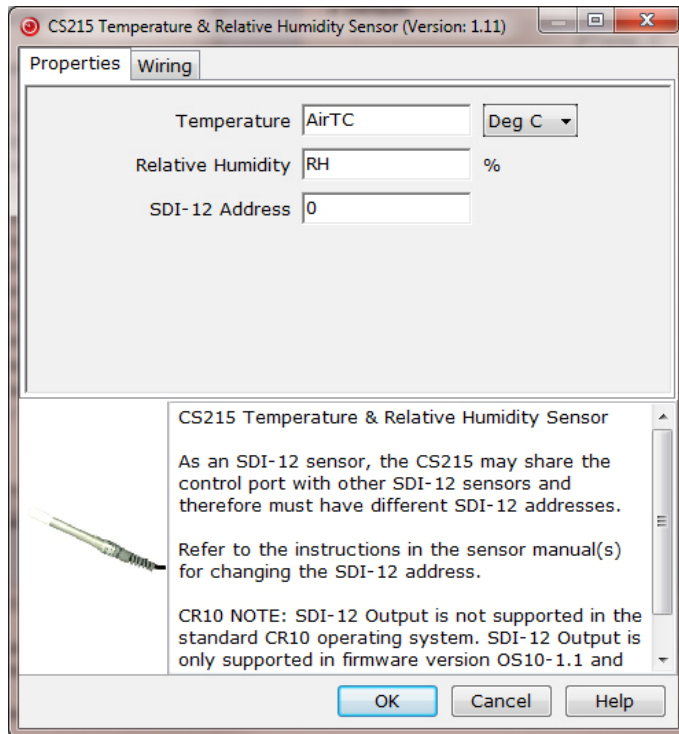 CS215 Temperature & Relative Humidity Sensor (Version: 1.11)
Properties Wiring
Temperature AirTC Deg C
Relative Humidity RH %
SDI-12 Address 0
CS215 Temperature & Relative Humidity Sensor
As an SDI-12 sensor, the CS215 may share the
control port with other SDI-12 sensors and
therefore must have different SDI-12 addresses.
Refer to the instructions in the sensor manual(s)
for changing the SDI-12 address.
CR10 NOTE: SDI-12 Output is not supported in the
standard CR10 operating system. SDI-12 Output is
only supported in firmware version OS10-1.1 and
OK Cancel Help